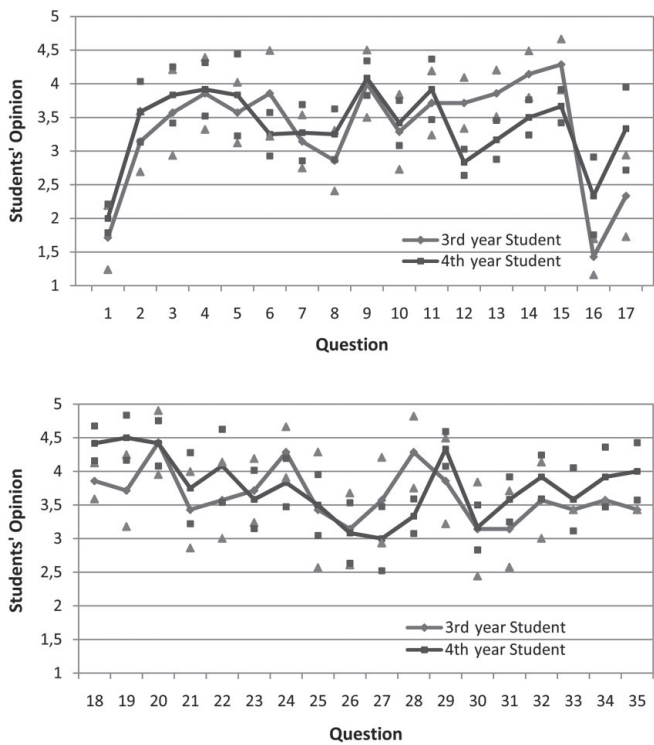 5
4,5
4
3,5
3
2,5
2
1,5
1
Students' Opinion
3rd year Student
4th year Student
1 2 3 4 5 6 7 8 9 10 11 12 13 14 15 16 17
Question
5
4,5
4
3,5
3
2,5
2
1,5
1
Students' Opinion
3rd year Student
4th year Student
18 19 20 21 22 23 24 25 26 27 28 29 30 31 32 33 34 35
Question